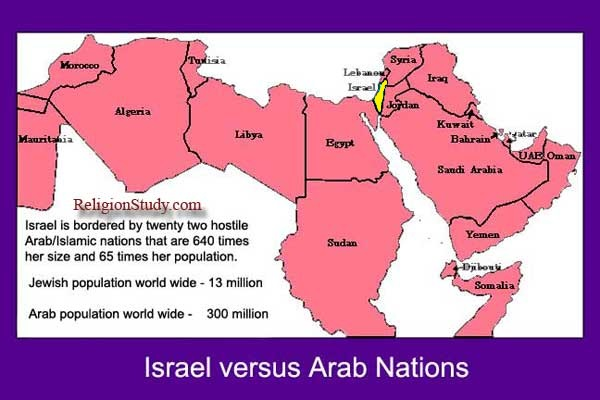 Morocco
Tunisia
Lebanon
Syria
Israel
Iraq
Jordan
Algeria
Libya
Egypt
Kuwait
Bahrain
Qatar
UAE Oman
Mauritania
Saudi Arabia
ReligionStudy.com
Israel is bordered by twenty two hostile
Arab/Islamic nations that are 640 times
her size and 65 times her population.
Sudan
Yemen
Djibouti
Somalia
Jewish population world wide - 13 million
Arab population world wide - 300 million
Israel versus Arab Nations